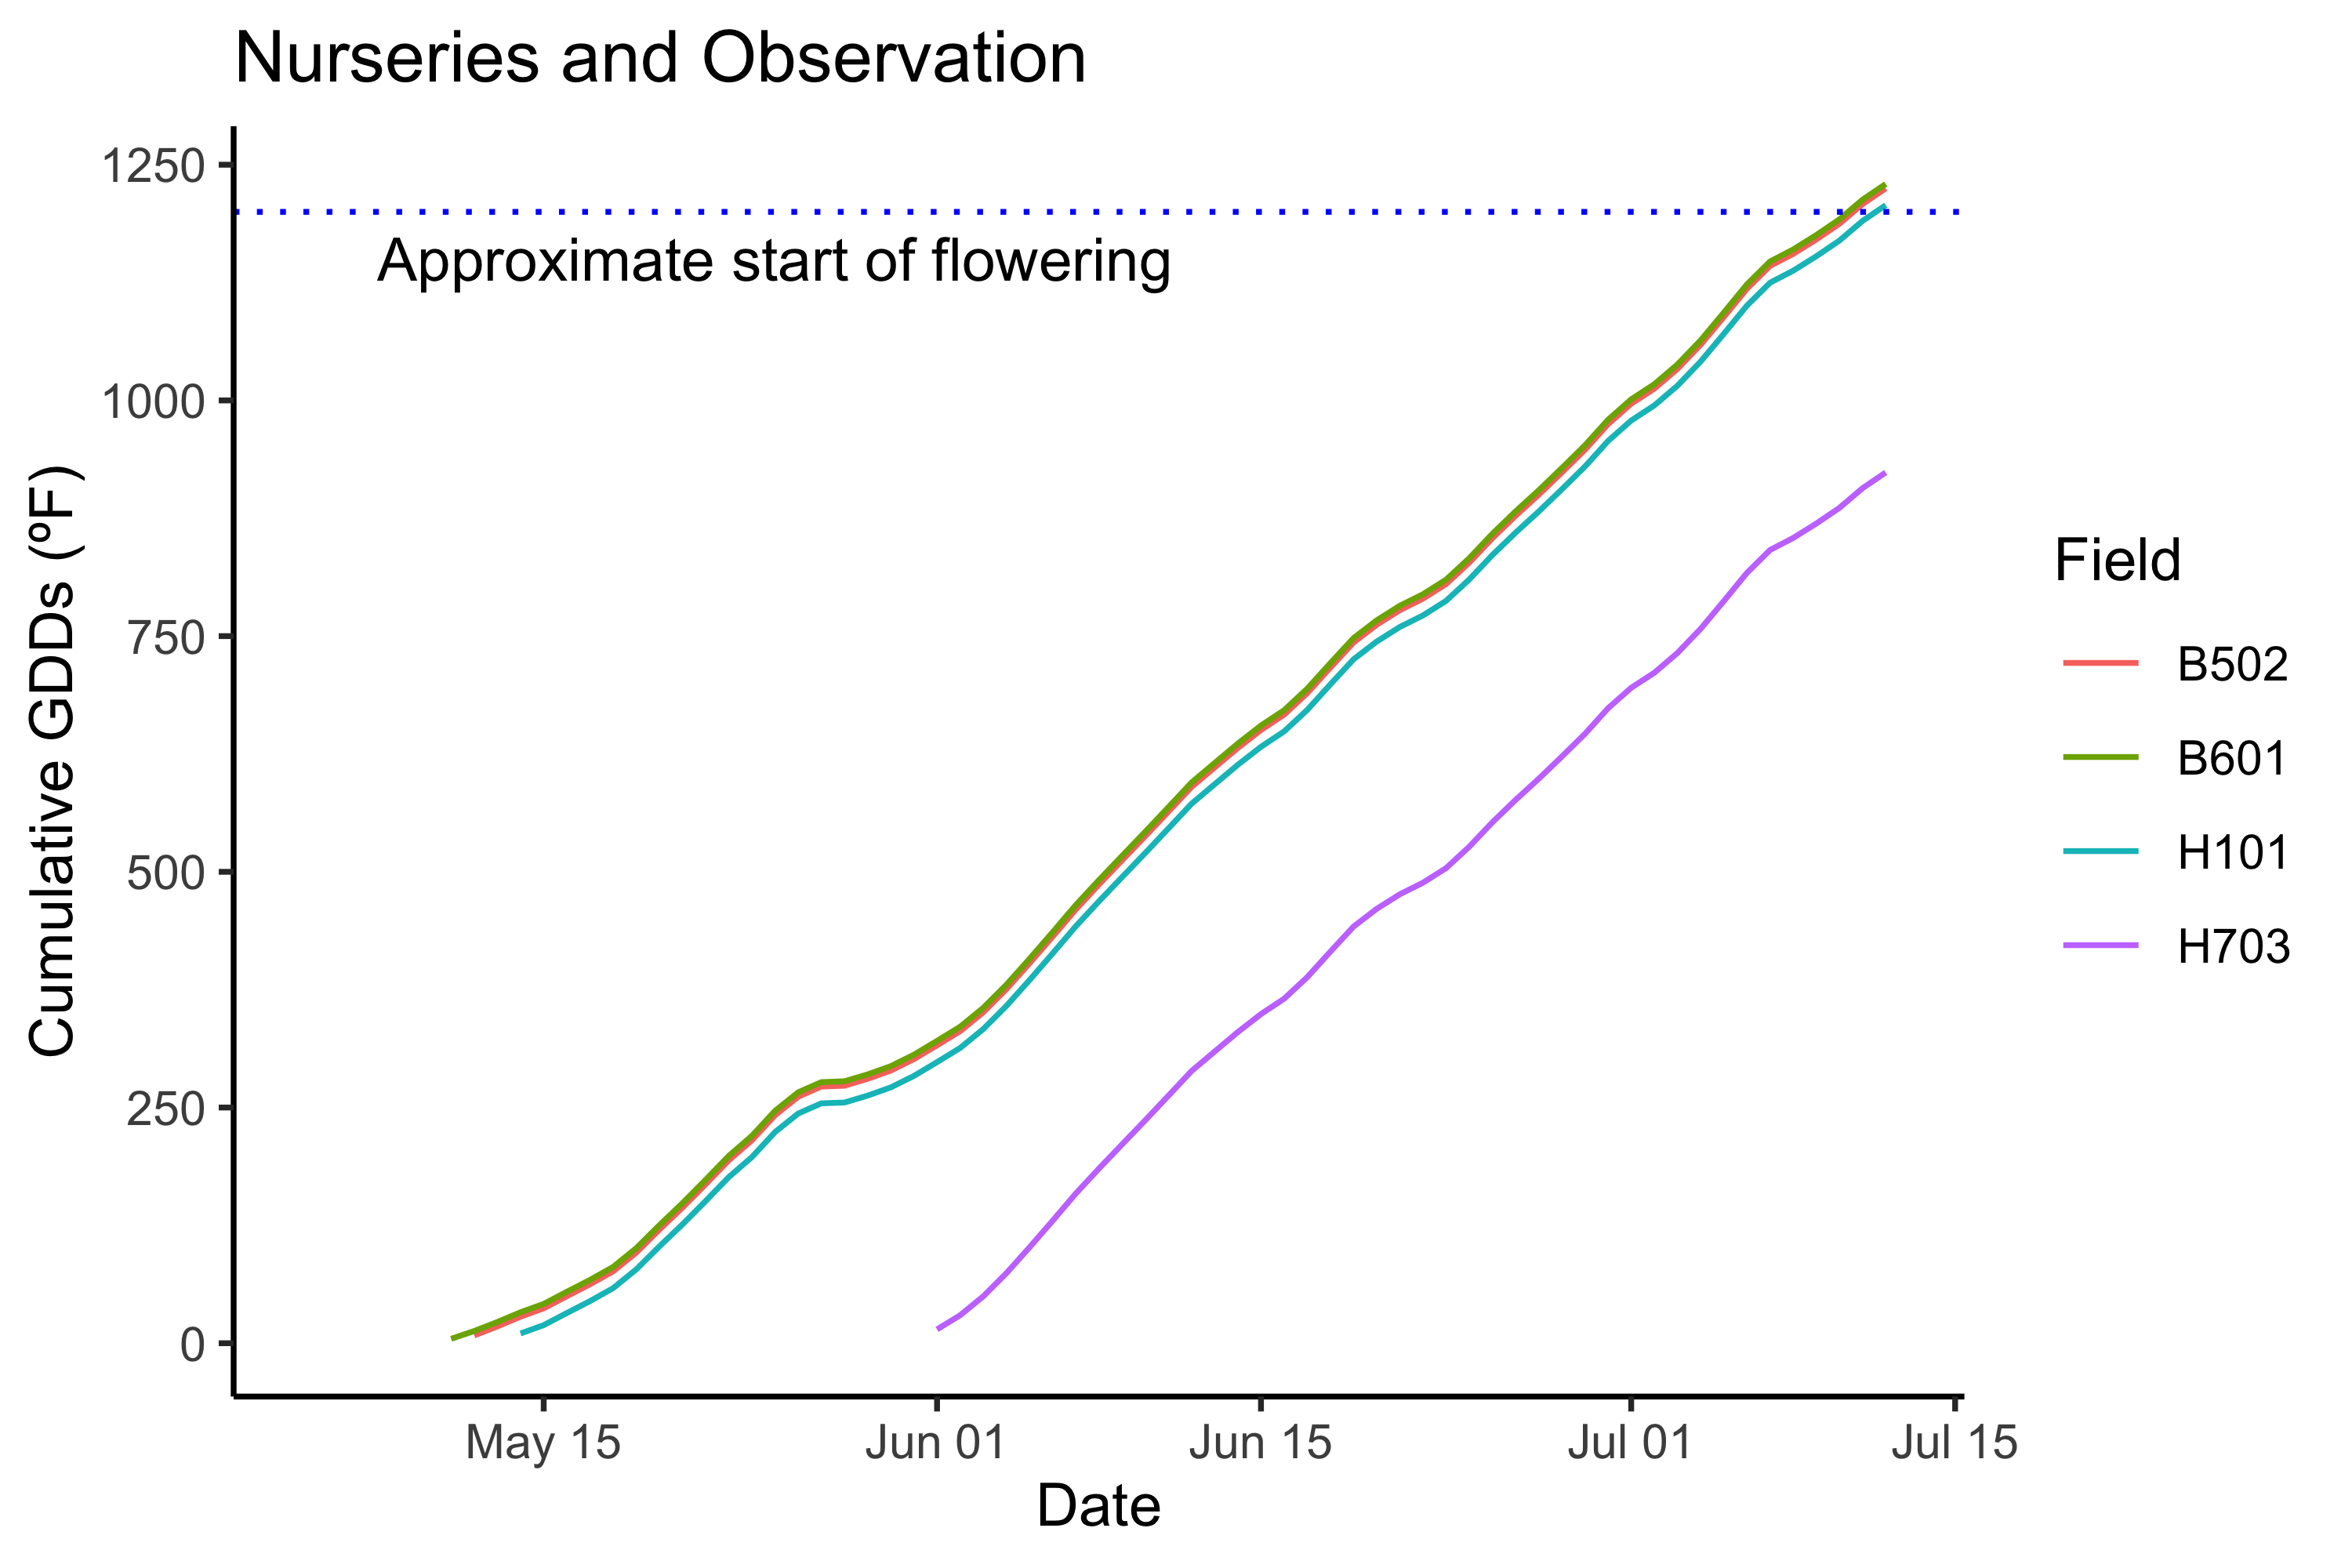 Nurseries and Observation
1250
Approximate start of flowering
1000
750
500
250
0
Cumulative GDDs (ºF)
May 15
Jun 01
Jun 15
Jul 01
Jul 15
Date
Field
B502
B601
H101
H703